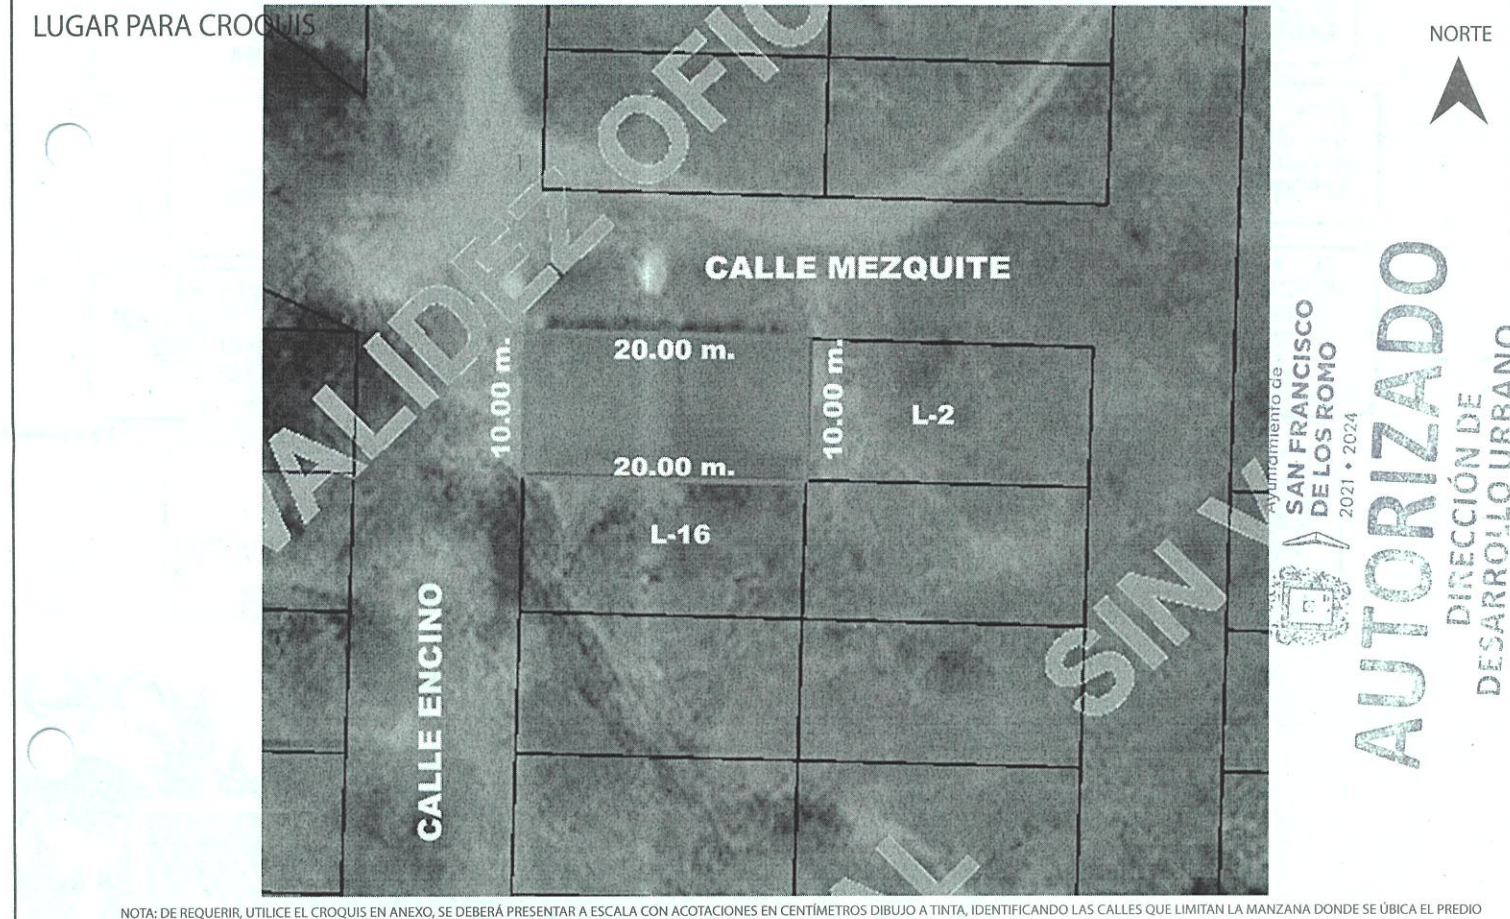 LUGAR PARA CROQUIS
NORTE
SIN VALIDEZ OFICIAL
CALLE MEZQUITE
20.00 m.
10.00 m.
10.00 m.
L-2
20.00 m.
L-16
CALLE ENCINO
Ayuntamiento de
SAN FRANCISCO
DE LOS ROMO
2021 • 2024
AUTORIZADO
DIRECCIÓN DE
DESARROLLO URBANO
NOTA: DE REQUERIR, UTILICE EL CROQUIS EN ANEXO, SE DEBERÁ PRESENTAR A ESCALA CON ACOTACIONES EN CENTÍMETROS DIBUJO A TINTA, IDENTIFICANDO LAS CALLES QUE LIMITAN LA MANZANA DONDE SE ÚBICA EL PREDIO